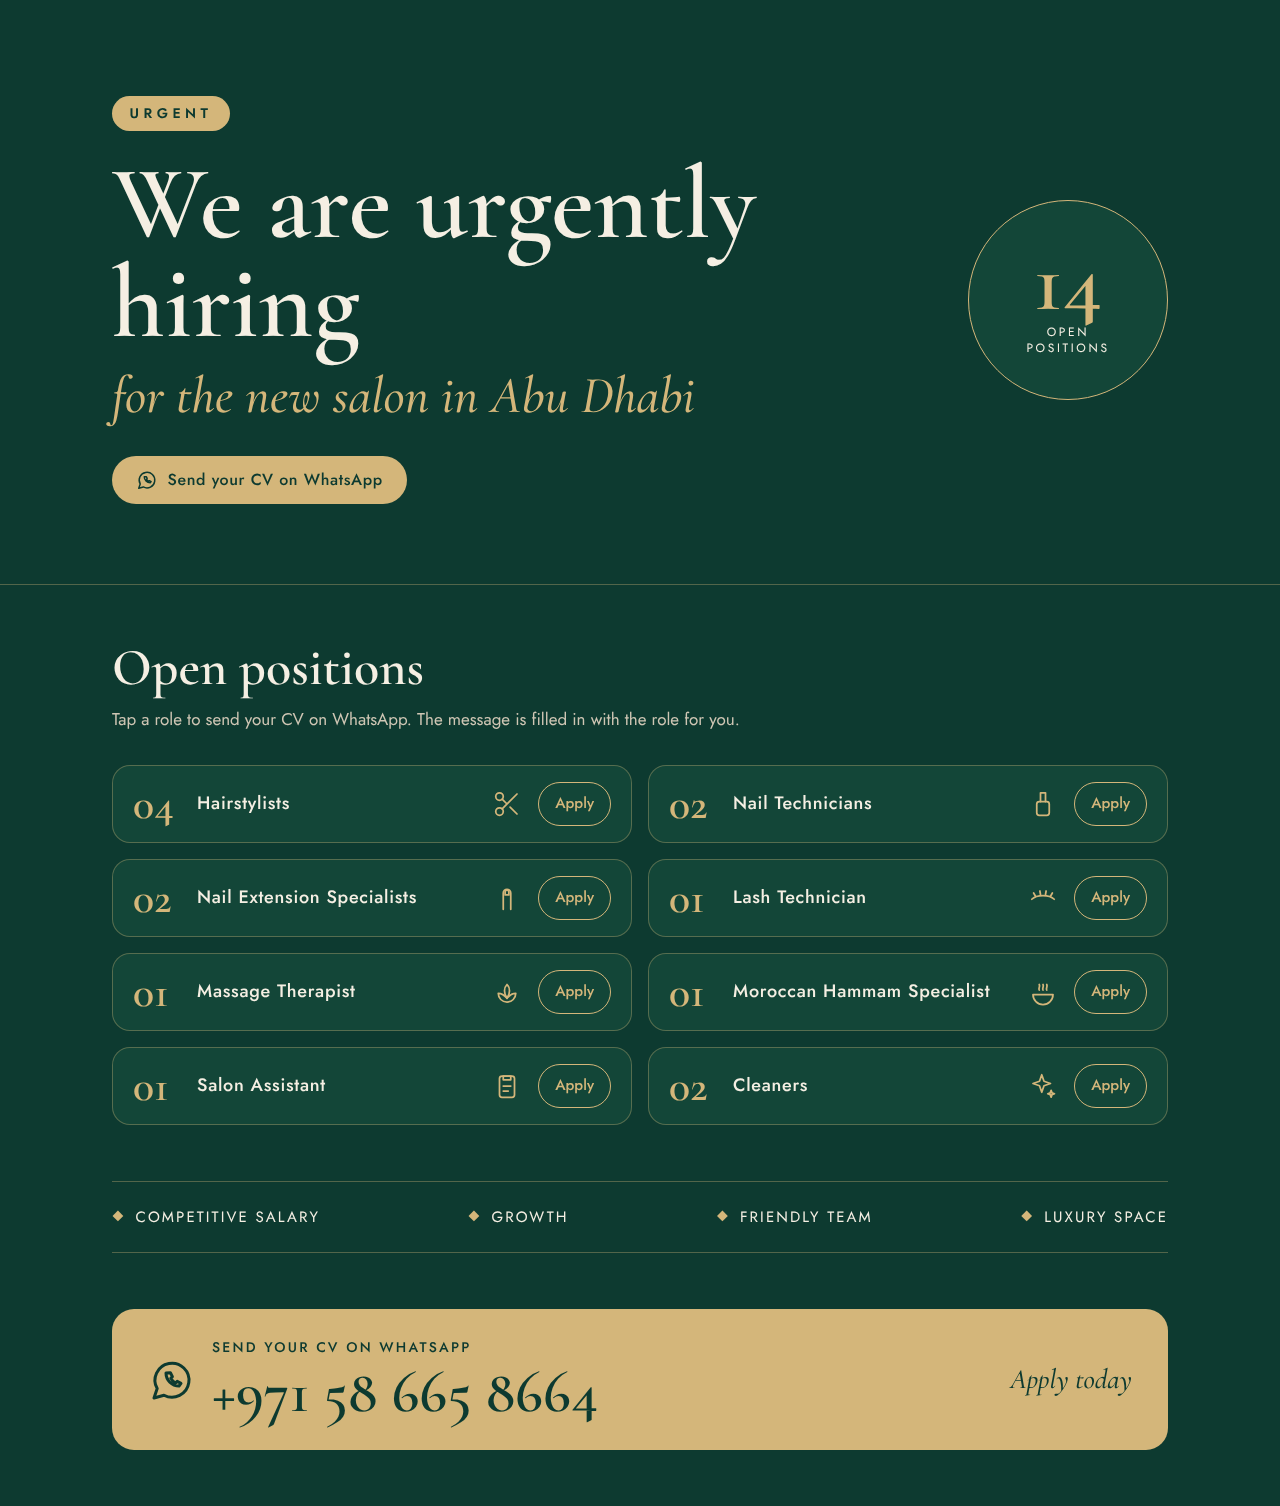 URGENT
We are urgently
hiring
for the new salon in Abu Dhabi
Send your CV on WhatsApp
14
OPEN
POSITIONS
Open positions
Tap a role to send your CV on WhatsApp. The message is filled in with the role for you.
04 Hairstylists Apply
02 Nail Technicians Apply
02 Nail Extension Specialists Apply
01 Lash Technician Apply
01 Massage Therapist Apply
01 Moroccan Hammam Specialist Apply
01 Salon Assistant Apply
02 Cleaners Apply
COMPETITIVE SALARY
GROWTH
FRIENDLY TEAM
LUXURY SPACE
SEND YOUR CV ON WHATSAPP
+971 58 665 8664
Apply today